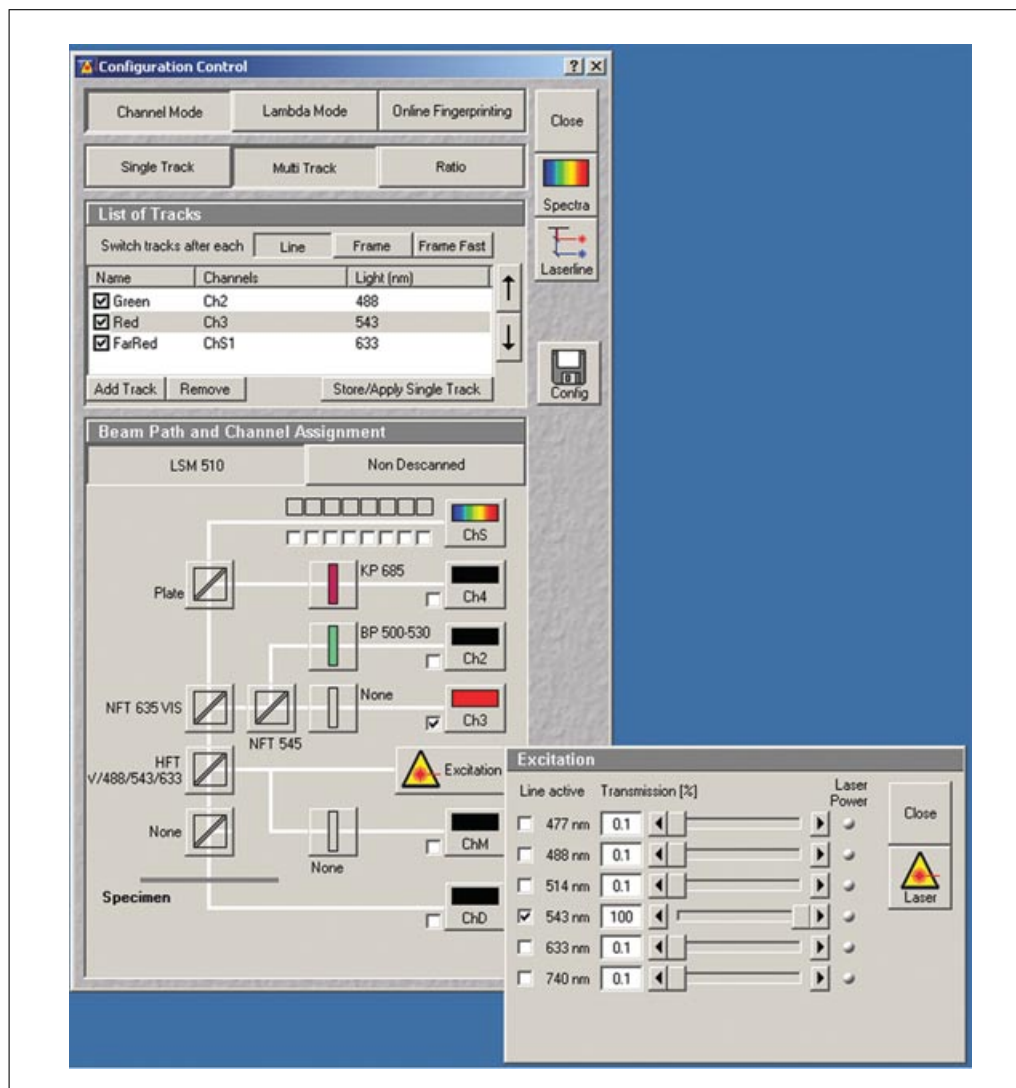 Configuration Control
Channel Mode Lambda Mode Online Fingerprinting
Close
Single Track Multi Track Ratio
Spectra
List of Tracks
Switch tracks after each Line Frame Frame Fast
Laserline
Name Channels Light (nm)
Green Ch2 488
Red Ch3 543
FarRed ChS1 633
Add Track Remove Store/Apply Single Track
Config
Beam Path and Channel Assignment
LSM 510 Non Descanned
ChS
Plate KP 685
Ch4
BP 500-530
Ch2
NFT 635 VIS None
Ch3
NFT 545
HFT
V/488/543/633
Excitation
None
None
ChM
Specimen
ChD
Excitation
Line active Transmission [%] Laser Power
Close
477 nm 0.1
488 nm 0.1
514 nm 0.1
Laser
543 nm 100
633 nm 0.1
740 nm 0.1